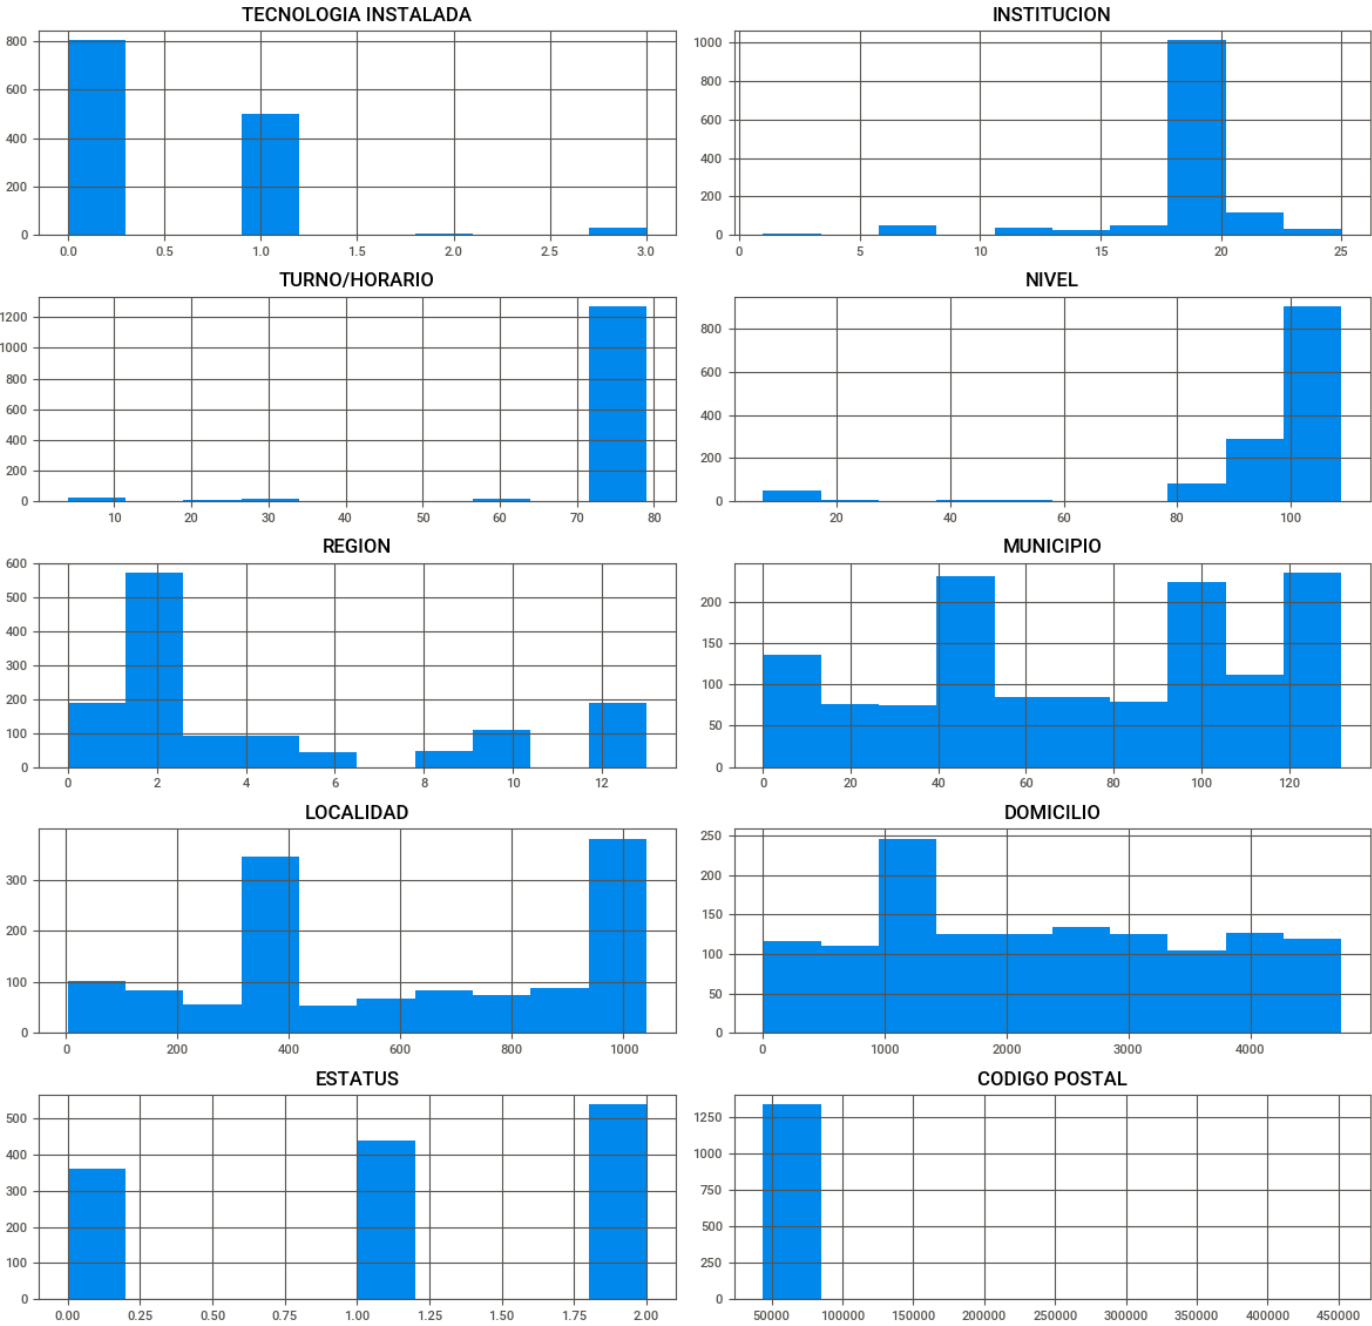 TECNOLOGIA INSTALADA
800
600
400
200
0
0.0 0.5 1.0 1.5 2.0 2.5 3.0
INSTITUCION
1000
800
600
400
200
0
0 5 10 15 20 25
TURNO/HORARIO
1200
1000
800
600
400
200
0
10 20 30 40 50 60 70 80
NIVEL
800
600
400
200
0
20 40 60 80 100
REGION
600
500
400
300
200
100
0
0 2 4 6 8 10 12
MUNICIPIO
200
150
100
50
0
0 20 40 60 80 100 120
LOCALIDAD
300
200
100
0
0 200 400 600 800 1000
DOMICILIO
250
200
150
100
50
0
0 1000 2000 3000 4000
ESTATUS
500
400
300
200
100
0
0.00 0.25 0.50 0.75 1.00 1.25 1.50 1.75 2.00
CODIGO POSTAL
1250
1000
750
500
250
0
50000 100000 150000 200000 250000 300000 350000 400000 450000